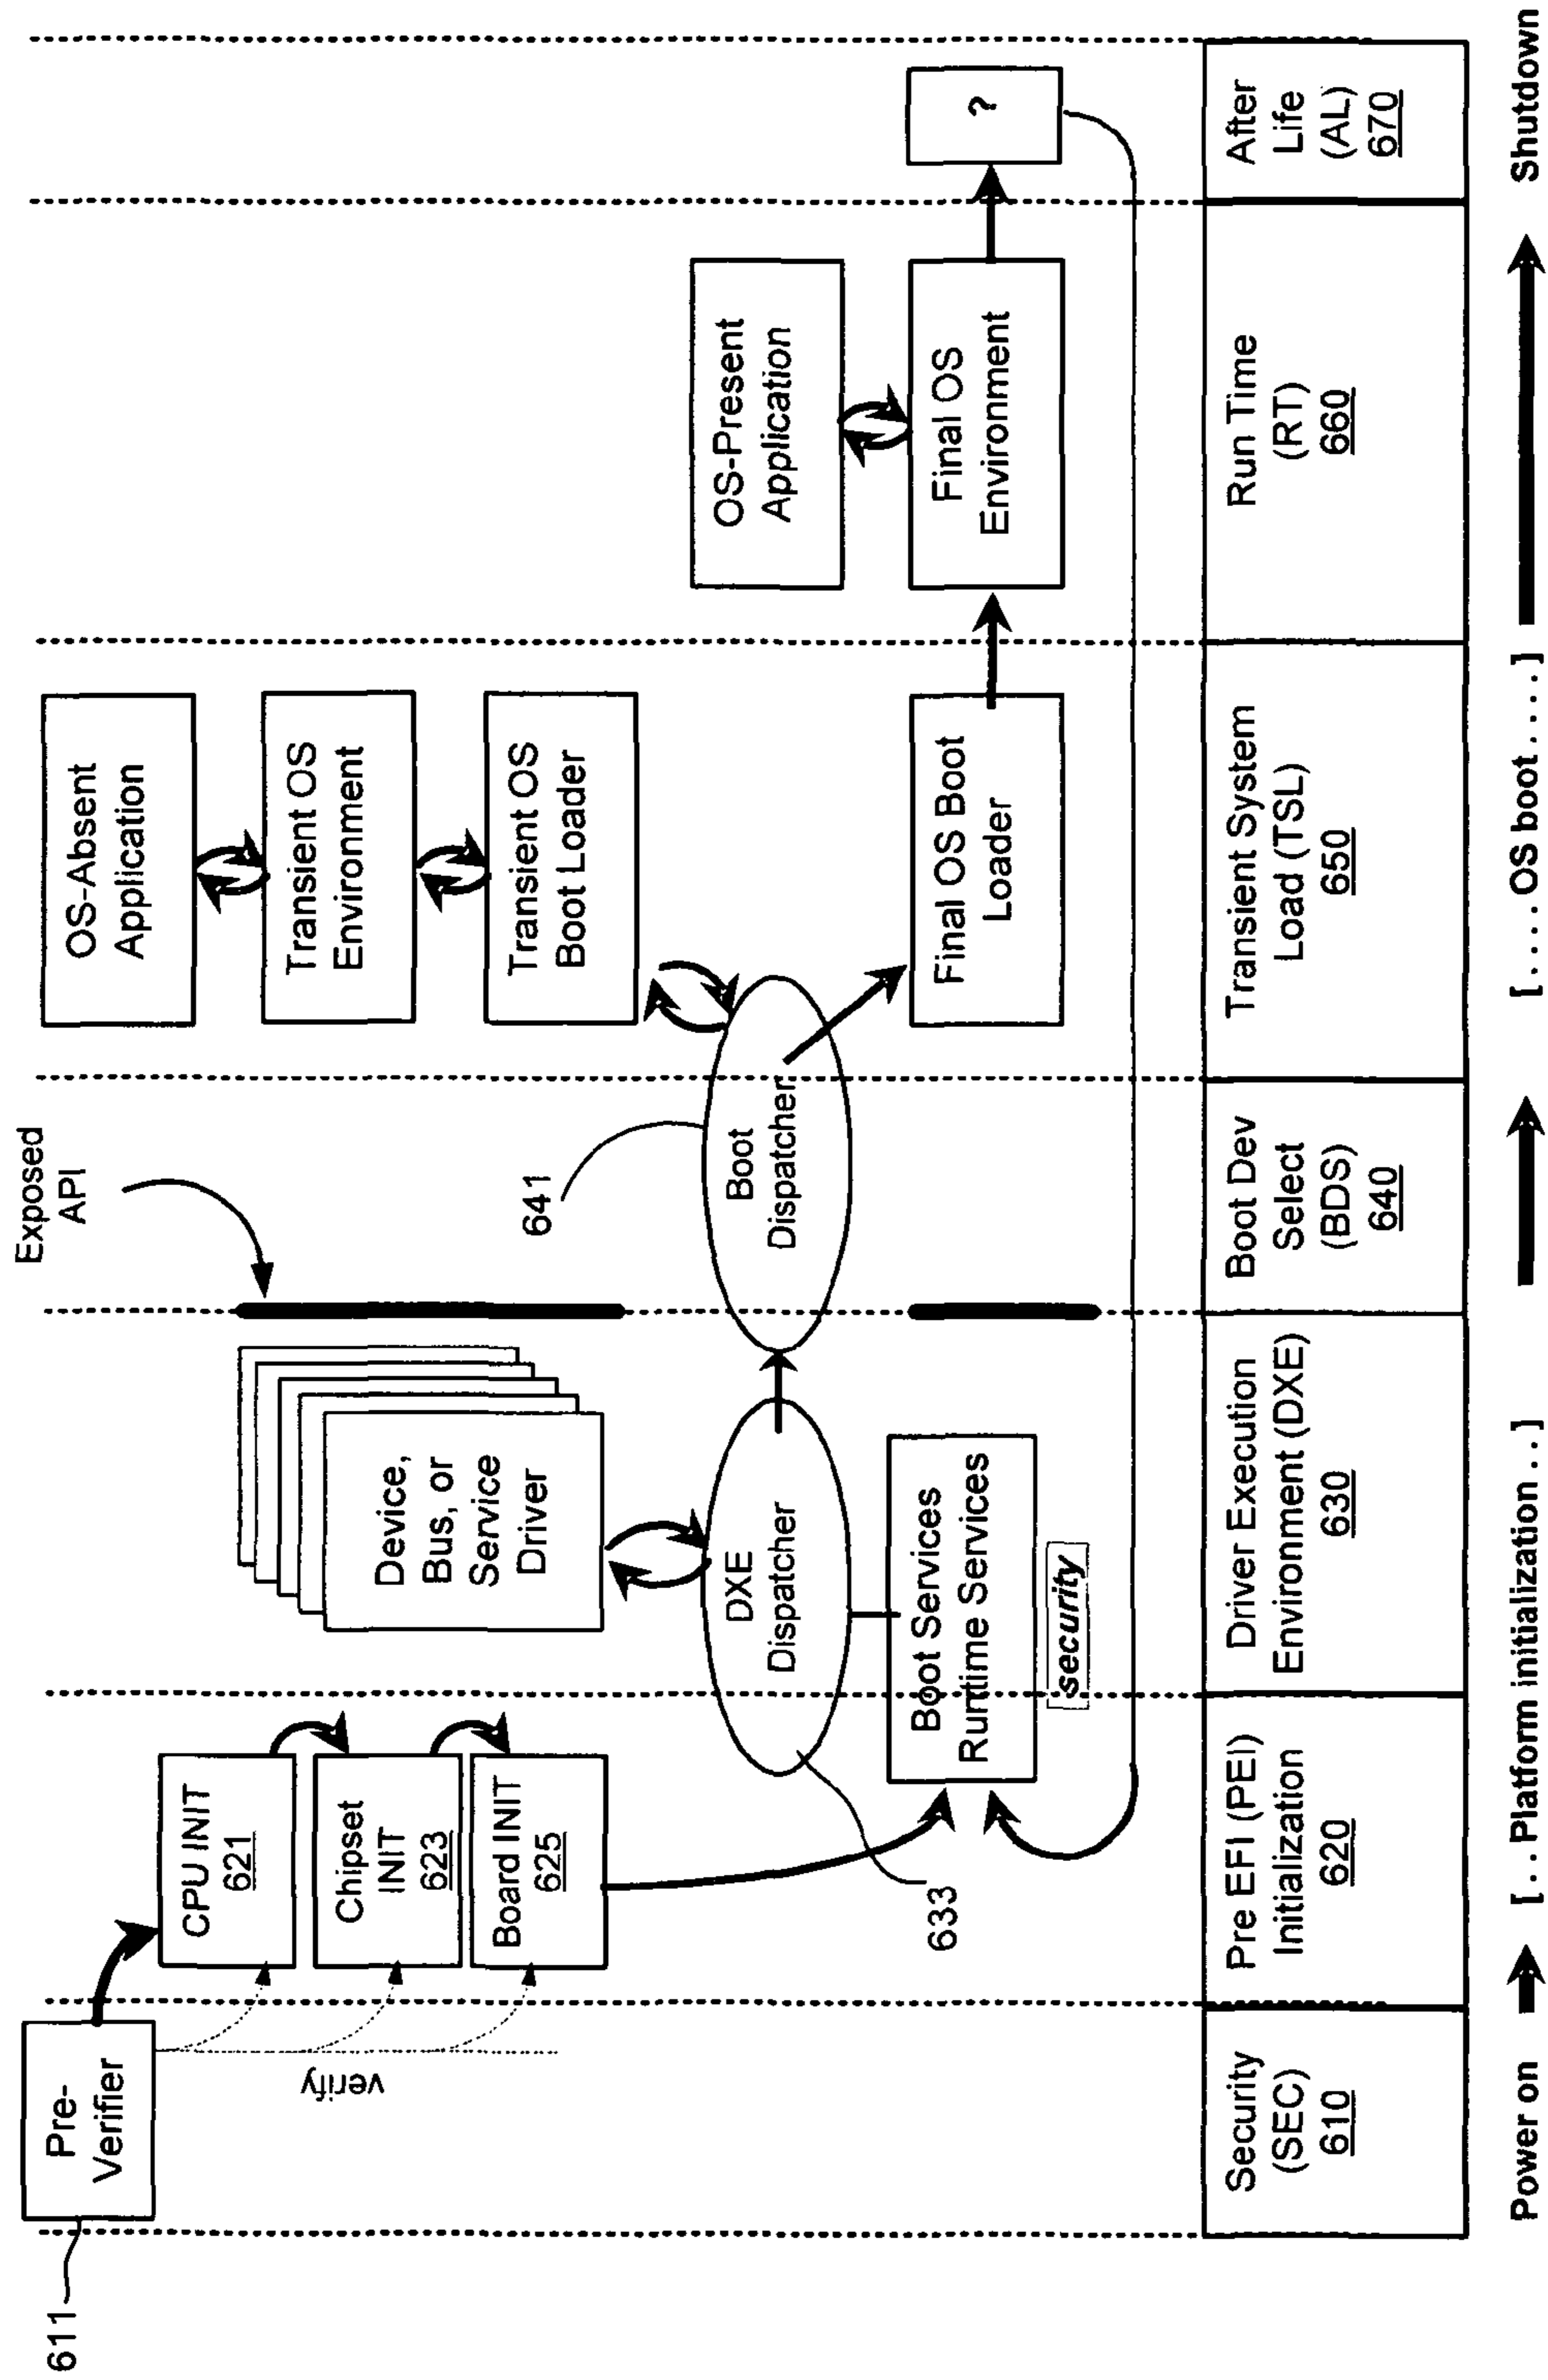 611
Pre-
Verifier
verify
CPU INIT
621
Chipset
INIT
623
Board INIT
625
633
Device,
Bus, or
Service
Driver
DXE
Dispatcher
Boot Services
Runtime Services
security
Exposed
API
641
Boot
Dispatcher
OS-Absent
Application
Transient OS
Environment
Transient OS
Boot Loader
Final OS Boot
Loader
OS-Present
Application
Final OS
Environment
?
Security
(SEC)
610
Pre EFI (PEI)
Initialization
620
Driver Execution
Environment (DXE)
630
Boot Dev
Select
(BDS)
640
Transient System
Load (TSL)
650
Run Time
(RT)
660
After
Life
(AL)
670
Power on
[...Platform initialization..]
[.....OS boot.....]
Shutdown